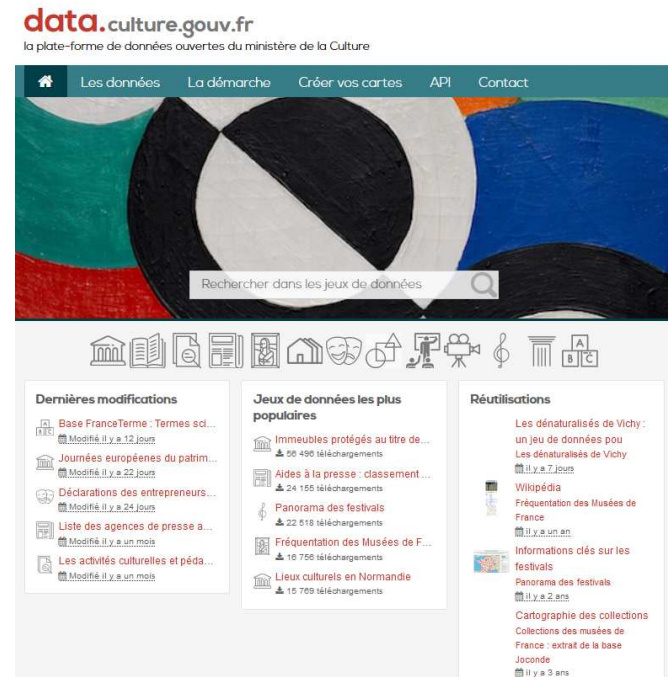 data.culture.gouv.fr
la plate-forme de données ouvertes du ministère de la Culture
Les données La démarche Créer vos cartes API Contact
Rechercher dans les jeux de données
A
B C
Dernières modifications
Base FranceTerme : Termes sci...
Modifié il y a 12 jours
Journées européenes du patrim...
Modifié il y a 22 jours
Déclarations des entrepreneurs...
Modifié il y a 24 jours
Liste des agences de presse a...
Modifié il y a un mois
Les activités culturelles et péda...
Modifié il y a un mois
Jeux de données les plus
populaires
Immeubles protégés au titre de...
56 496 téléchargements
Aides à la presse : classement ...
24 155 téléchargements
Panorama des festivals
22 518 téléchargements
Fréquentation des Musées de F...
16 756 téléchargements
Lieux culturels en Normandie
15 769 téléchargements
Réutilisations
Les dénaturalisés de Vichy :
un jeu de données pou
Les dénaturalisés de Vichy
il y a 7 jours
Wikipédia
Fréquentation des Musées de
France
il y a un an
Informations clés sur les
festivals
Panorama des festivals
il y a 2 ans
Cartographie des collections
Collections des musées de
France : extrait de la base
Joconde
il y a 3 ans